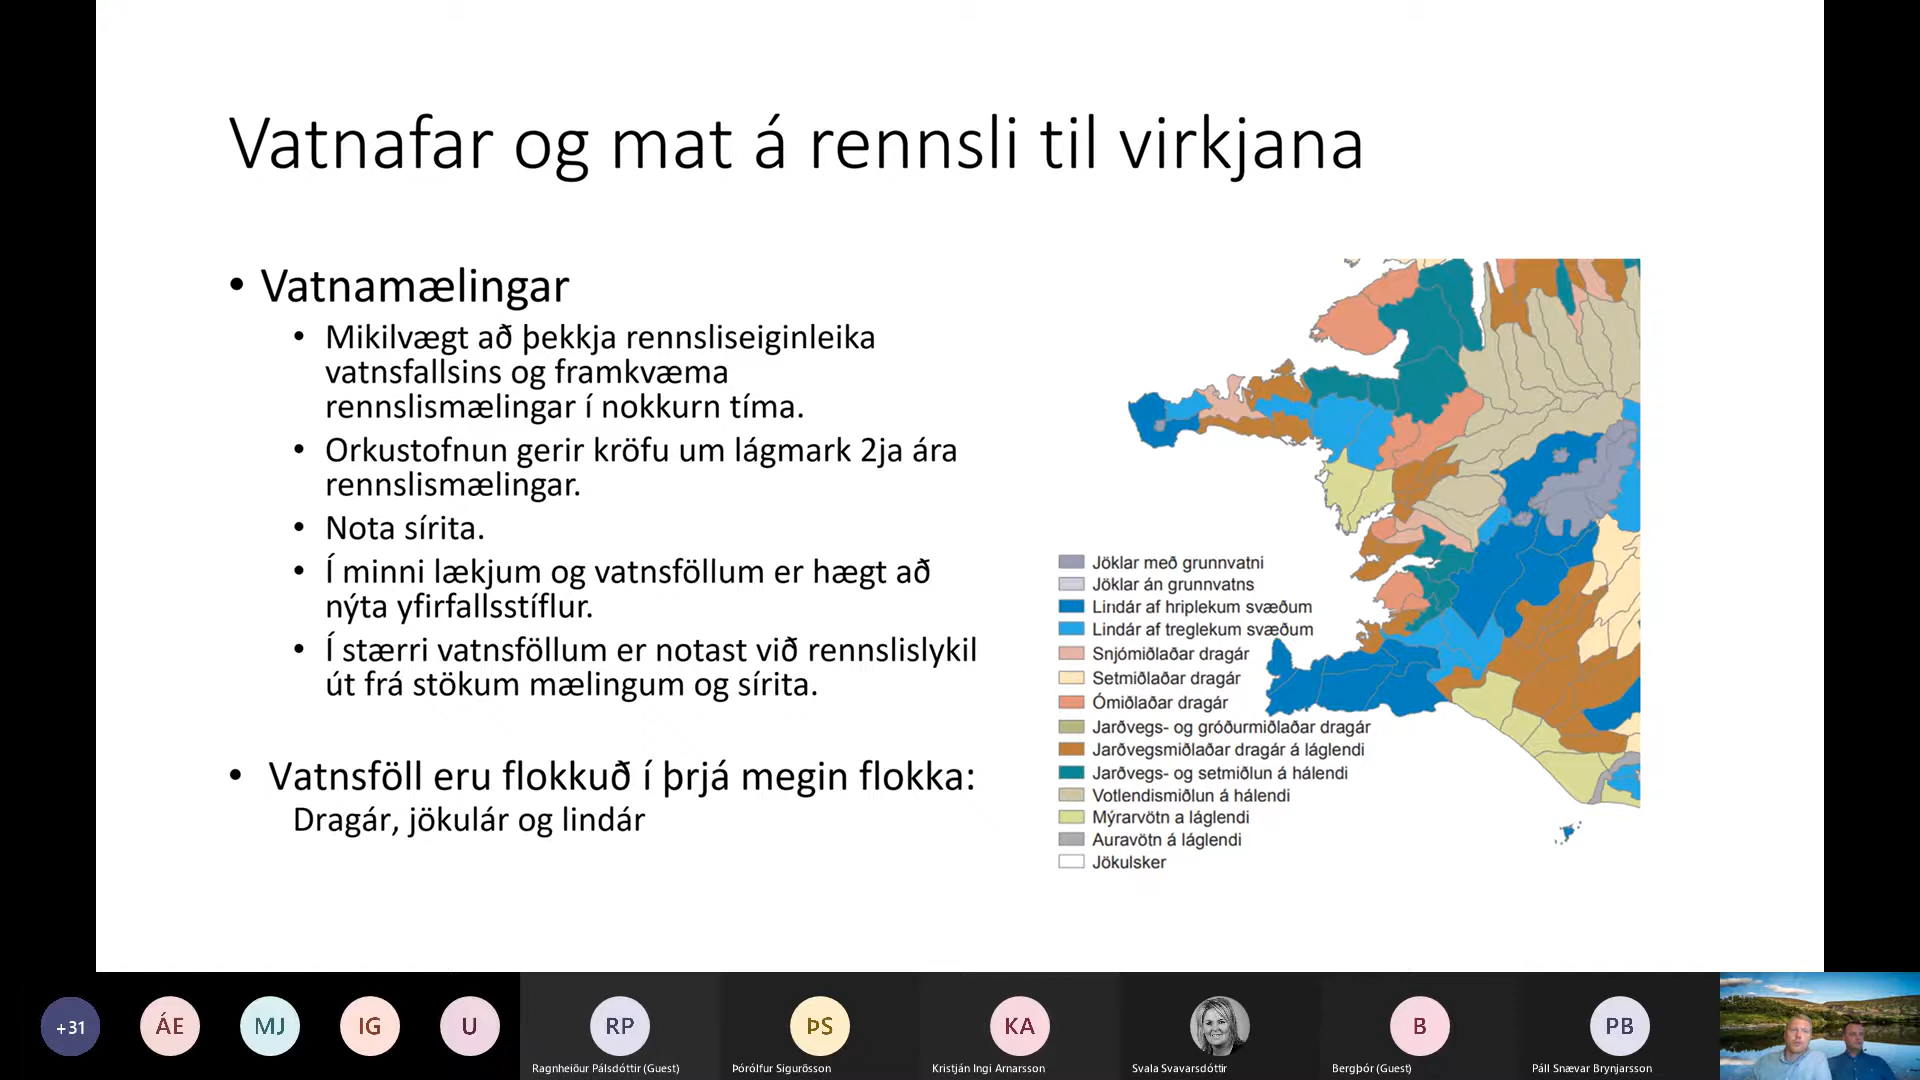 Vatnafar og mat á rennsli til virkjana
• Vatnamælingar
• Mikilvægt að þekkja rennsliseiginleika
vatnsfallsins og framkvæma
rennslismælingar í nokkurn tíma.
• Orkustofnun gerir kröfu um lágmark 2ja ára
rennslismælingar.
• Nota sírita.
• Í minni lækjum og vatnsföllum er hægt að
nýta yfirfallsstíflur.
• Í stærri vatnsföllum er notast við rennslislykil
út frá stökum mælingum og sírita.
• Vatnsföll eru flokkuð í þrjá megin flokka:
Dragár, jökulár og lindár
Jöklar með grunnvatni
Jöklar án grunnvatns
Lindár af hriplekum svæðum
Lindár af treglekum svæðum
Snjómiðlaðar dragár
Setmiðlaðar dragár
Ómiðlaðar dragár
Jarðvegs- og gróðurmiðlaðar dragár
Jarðvegsmiðlaðar dragár á láglendi
Jarðvegs- og setmiðlun á hálendi
Votlendismiðlun á hálendi
Mýrarvötn a láglendi
Auravötn á láglendi
Jökulsker
+31
ÁE
MJ
IG
U
RP
ÞS
KA
B
PB
Ragnheiður Pálsdóttir (Guest)
Þórólfur Sigurðsson
Kristján Ingi Arnarsson
Svala Svavarsdóttir
Bergþór (Guest)
Páll Snævar Brynjarsson